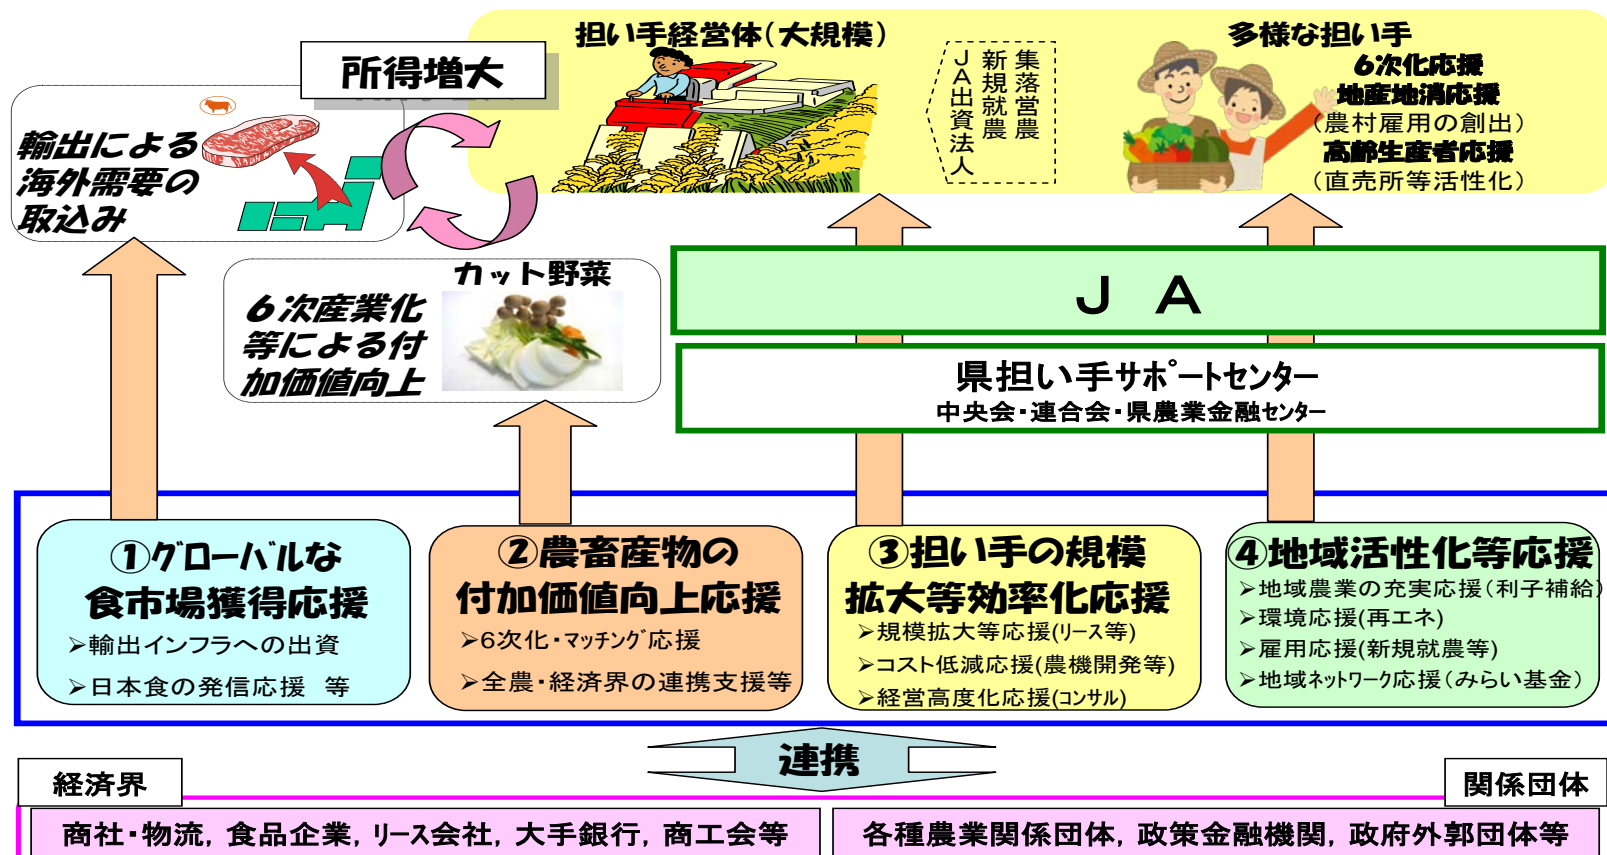 担い手経営体（大規模）
多様な担い手
所得増大
6次化応援
地産地消応援
（農村雇用の創出）
高齢生産者応援
（直売所等活性化）
集落営農
新規就農
ＪＡ出資法人
輸出による
海外需要の
取込み
カット野菜
６次産業化
等による付
加価値向上
ＪＡ
県担い手サポートセンター
中央会・連合会・県農業金融センター
①グローバルな
食市場獲得応援
➢輸出インフラへの出資
➢日本食の発信応援　等
②農畜産物の
付加価値向上応援
➢6次化・マッチング応援
➢全農・経済界の連携支援等
③担い手の規模
拡大等効率化応援
➢規模拡大等応援(リース等)
➢コスト低減応援(農機開発等)
➢経営高度化応援(コンサル)
④地域活性化等応援
➢地域農業の充実応援(利子補給)
➢環境応援(再エネ)
➢雇用応援(新規就農等)
➢地域ネットワーク応援(みらい基金)
連携
経済界
関係団体
商社・物流，食品企業，リース会社，大手銀行，商工会等
各種農業関係団体，政策金融機関，政府外郭団体等